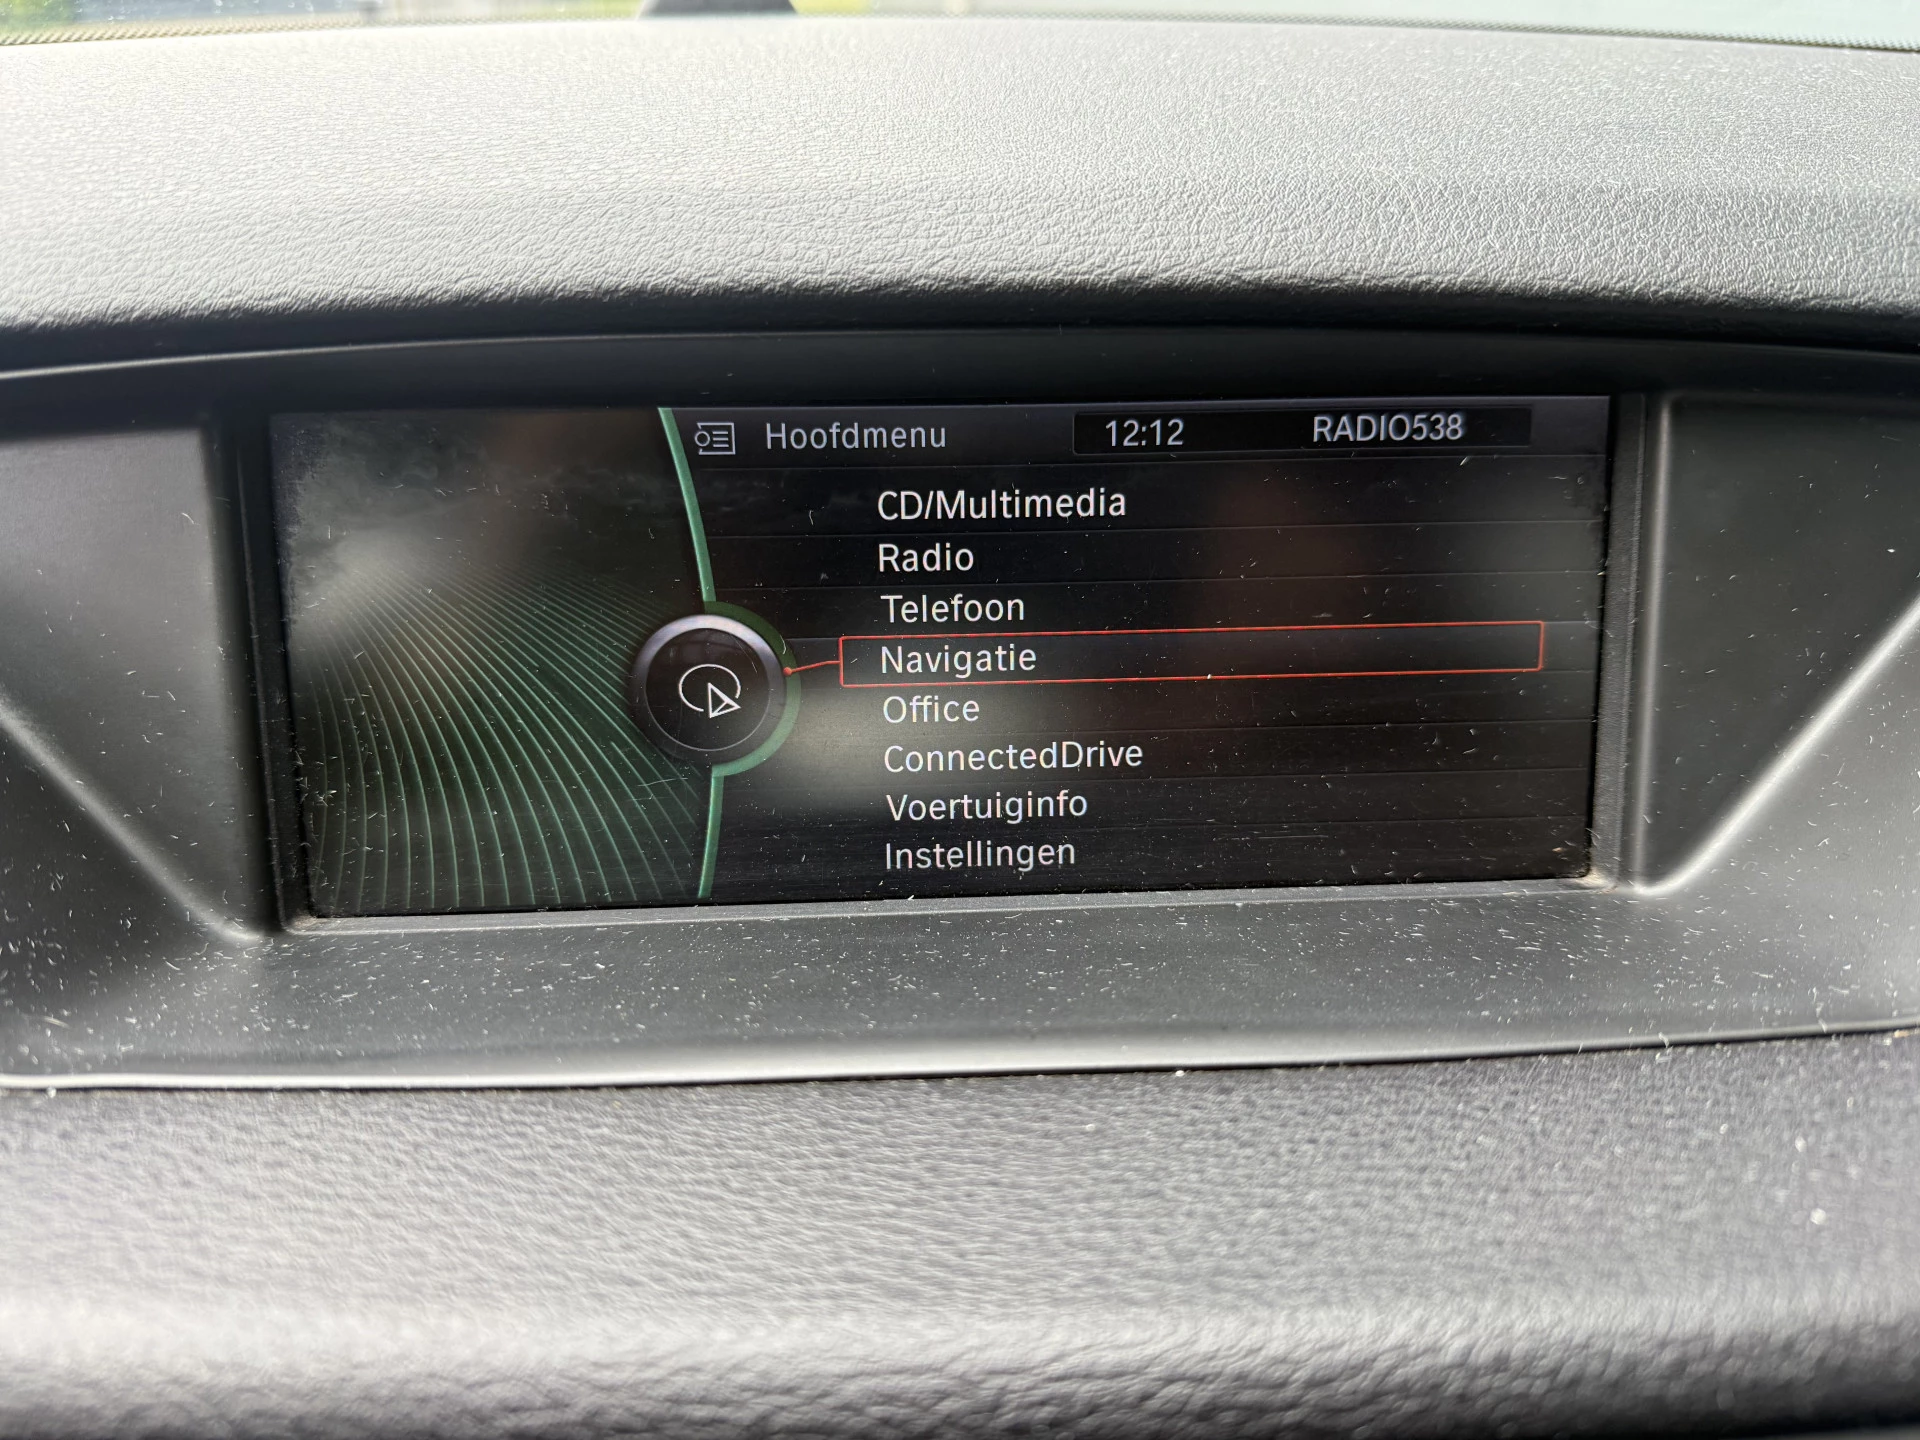 Hoofdmenu 12:12 RADIO538
CD/Multimedia
Radio
Telefoon
Navigatie
Office
ConnectedDrive
Voertuiginfo
Instellingen